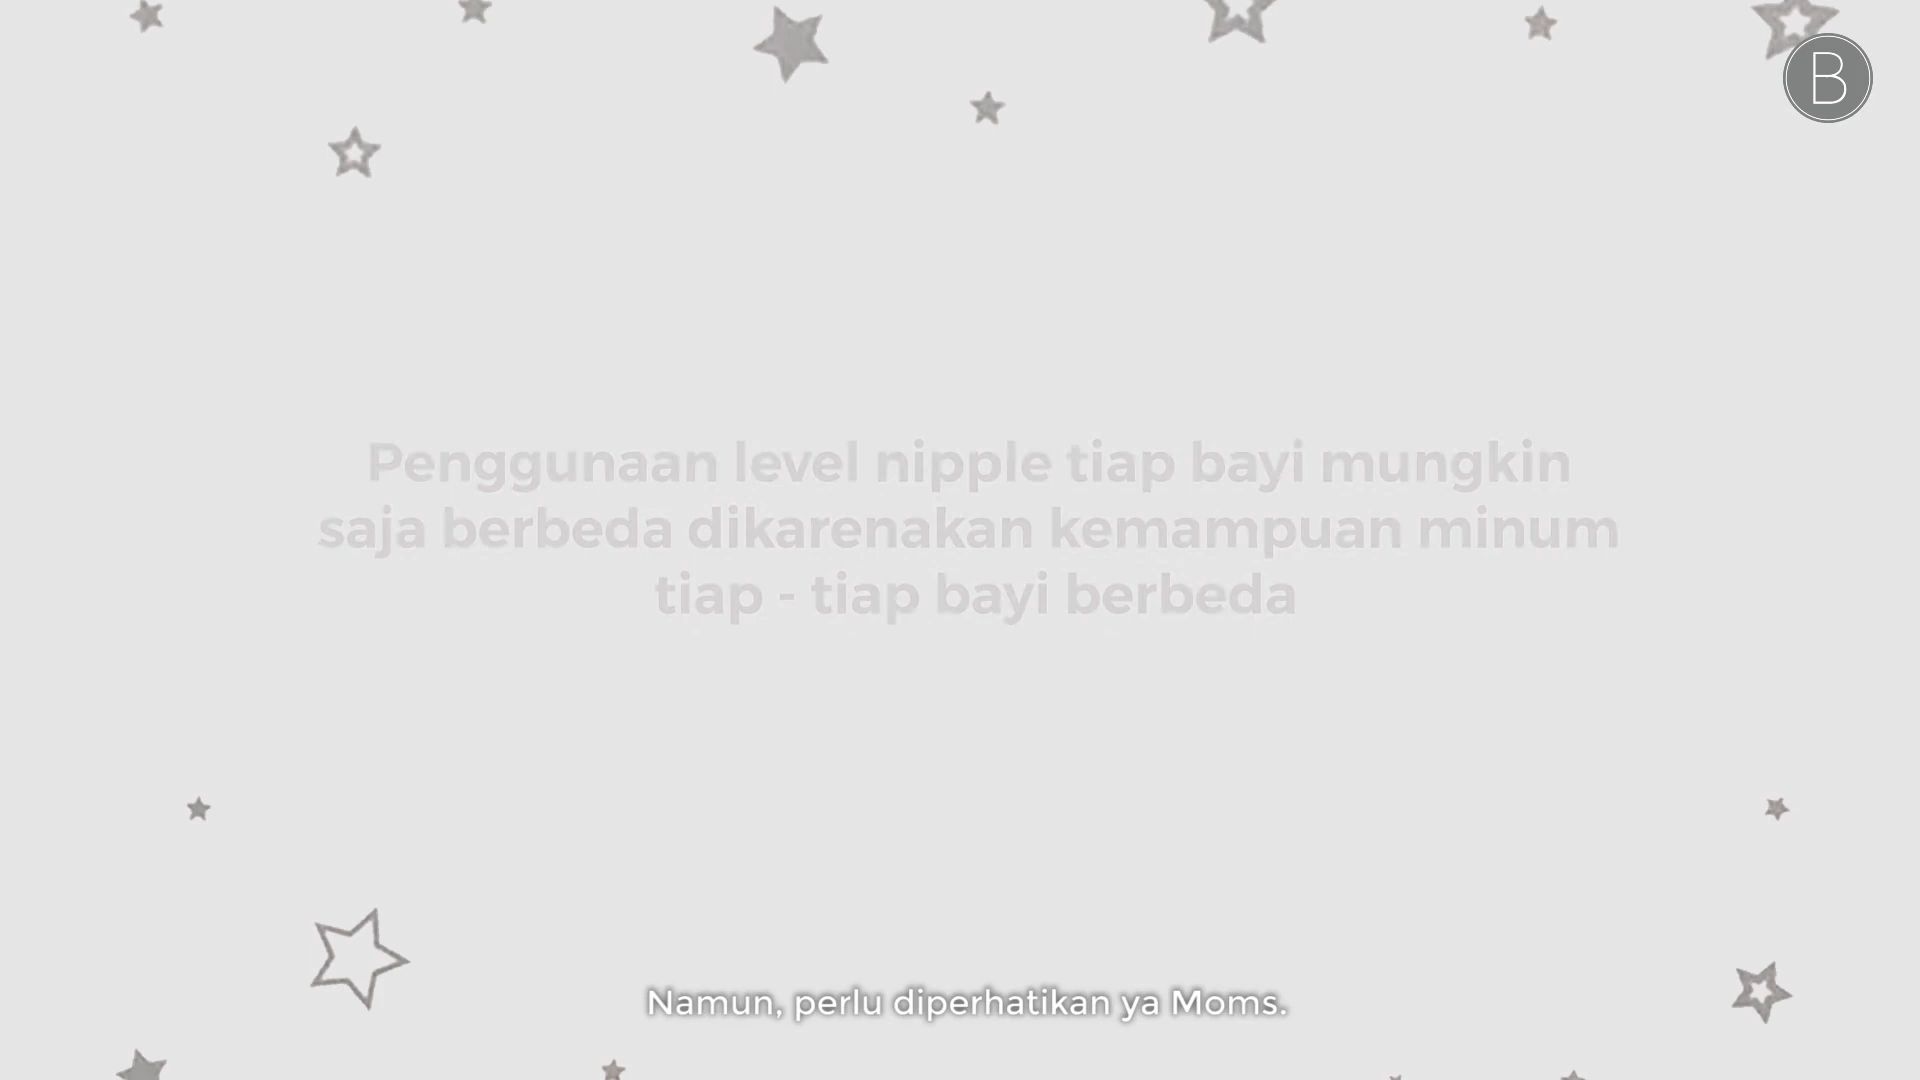 B
Penggunaan level nipple tiap bayi mungkin
saja berbeda dikarenakan kemampuan minum
tiap - tiap bayi berbeda
Namun, perlu diperhatikan ya Moms.